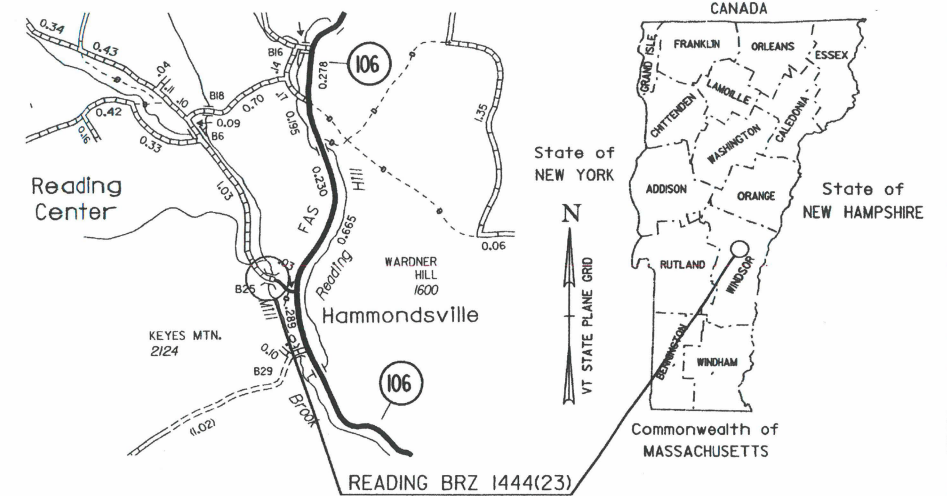 CANADA
0.34
0.43
B16
106
0.278
.14
.04
.11
.10
B18
0.70
.17
0.42
0.09
B6
0.16
0.33
0.195
1.35
0.230
Hill
1.03
FAS
0.665
0.06
Reading
Center
.03
Reading
WARDNER
HILL
1600
B25
Mill
.289
Hammondsville
KEYES MTN.
2124
0.10
B29
106
Brook
(1.02)
N
VT STATE PLANE GRID
State of
NEW YORK
GRAND ISLE
FRANKLIN
ORLEANS
ESSEX
LAMOILLE
CHITTENDEN
CALEDONIA
WASHINGTON
ADDISON
ORANGE
State of
NEW HAMPSHIRE
RUTLAND
WINDSOR
BENNINGTON
WINDHAM
Commonwealth of
MASSACHUSETTS
READING BRZ 1444(23)